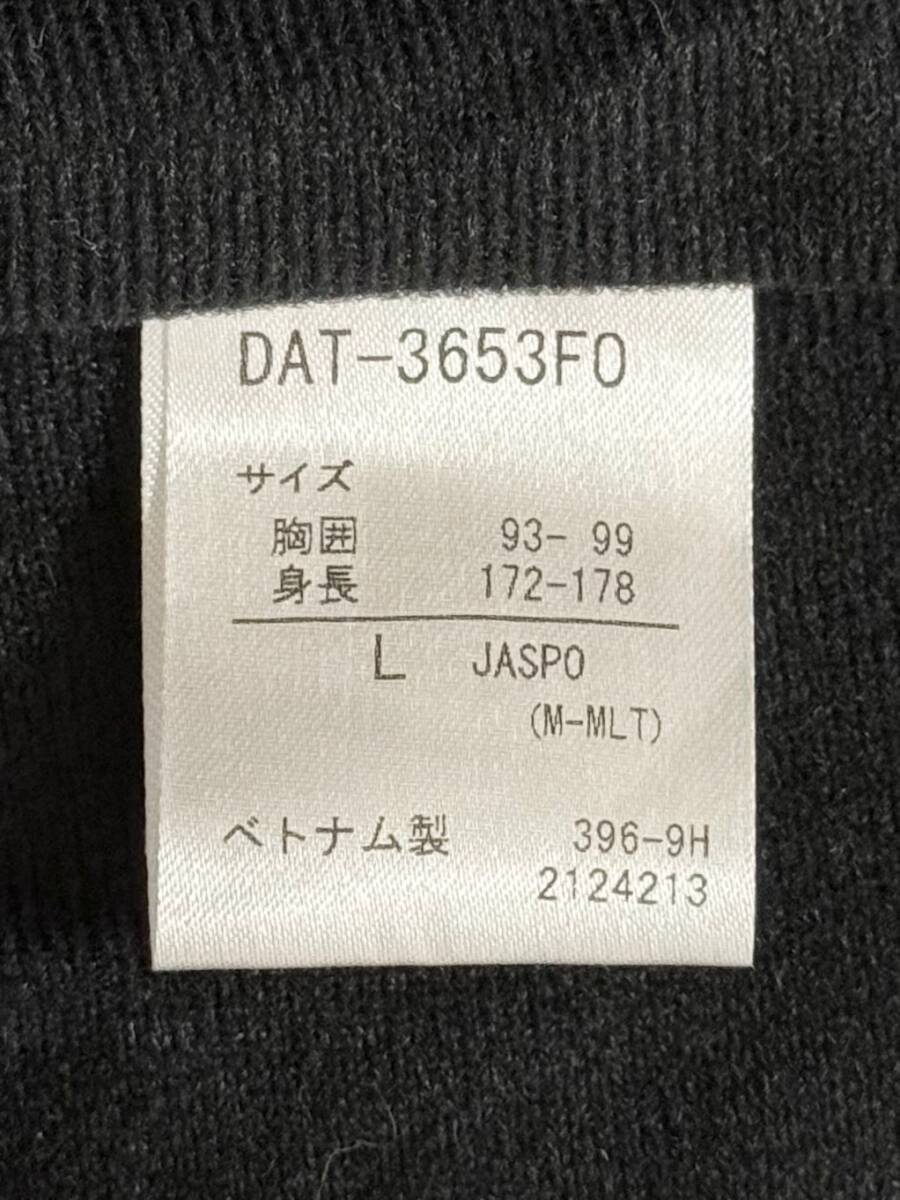 DAT-3653FO
サイズ
胸囲 93- 99
身長 172-178
L JASPO
(M-MLT)
ベトナム製 396-9H
2124213